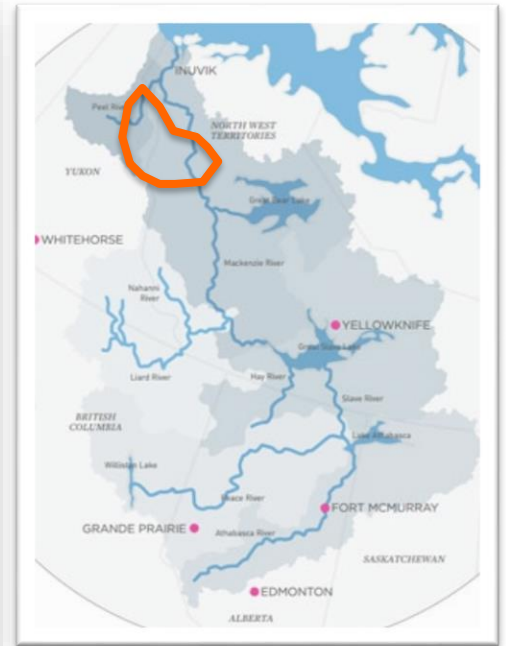 INUVIK
Peel
NORTH WEST
TERRITORIES
YUKON
Great Bear Lake
WHITEHORSE
Mackenzie River
Nahanni
River
YELLOWKNIFE
Great Slave Lake
Liard River
Hay River
Slave River
BRITISH
COLUMBIA
Lake Athabasca
Williston Lake
Peace River
FORT MCMURRAY
GRANDE PRAIRIE
Athabasca River
SASKATCHEWAN
EDMONTON
ALBERTA